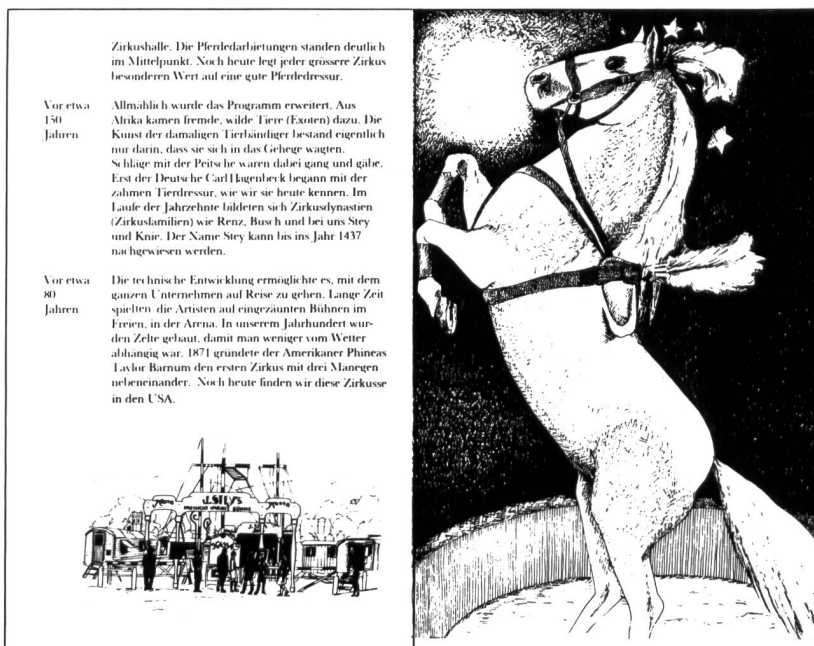 Zirkushalle. Die Pferdedarbietungen standen deutlich
im Mittelpunkt. Noch heute legt jeder grössere Zirkus
besonderen Wert auf eine gute Pferdedressur.
Vor etwa
150
Jahren
Allmählich wurde das Programm erweitert. Aus
Afrika kamen fremde, wilde Tiere (Exoten) dazu. Die
Kunst der damaligen Tierbändiger bestand eigentlich
nur darin, dass sie sich in das Gehege wagten.
Schläge mit der Peitsche waren dabei gang und gäbe.
Erst der Deutsche Carl Hagenbeck begann mit der
zahmen Tierdressur, wie wir sie heute kennen. Im
Laufe der Jahrzehnte bildeten sich Zirkusdynastien
(Zirkusfamilien) wie Renz, Busch und bei uns Stey
und Knie. Der Name Stey kann bis ins Jahr 1437
nachgewiesen werden.
Vor etwa
80
Jahren
Die technische Entwicklung ermöglichte es, mit dem
ganzen Unternehmen auf Reise zu gehen. Lange Zeit
spielten die Artisten auf eingezäunten Bühnen im
Freien, in der Arena. In unserem Jahrhundert wur-
den Zelte gebaut, damit man weniger vom Wetter
abhängig war. 1871 gründete der Amerikaner Phineas
Taylor Barnum den ersten Zirkus mit drei Manegen
nebeneinander. Noch heute finden wir diese Zirkusse
in den USA.